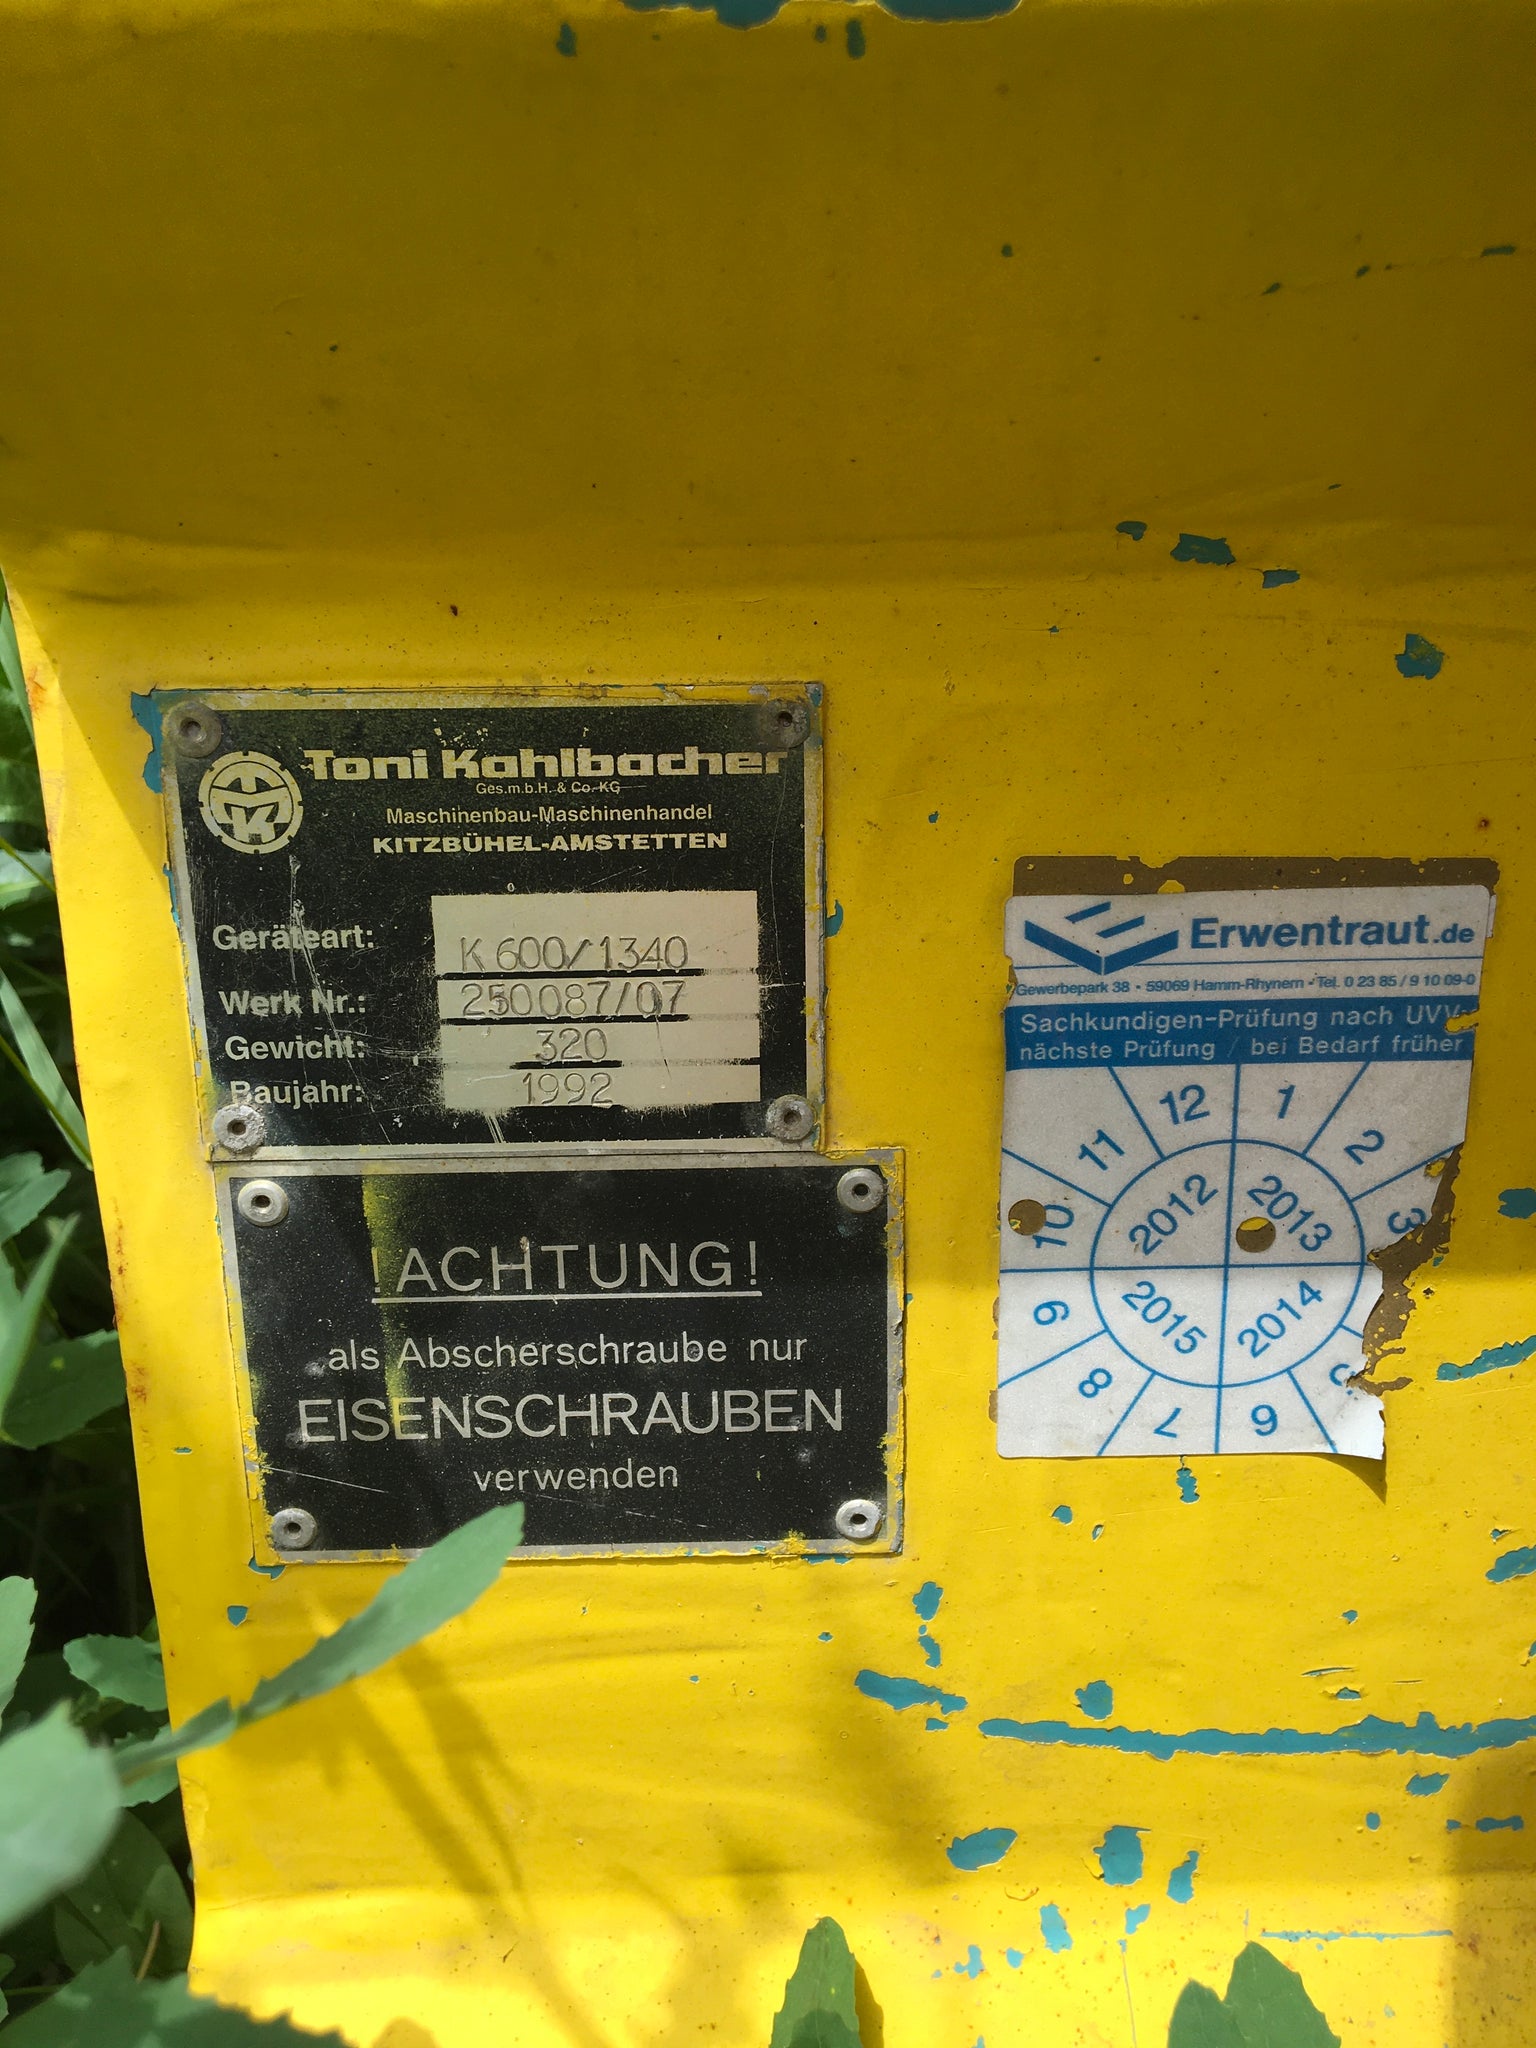 Toni Kahlbacher
Ges.m.b.H. & Co. KG
Maschinenbau-Maschinenhandel
KITZBÜHEL-AMSTETTEN
Geräteart: K 600/1340
Werk Nr.: 250087/07
Gewicht: 320
Baujahr: 1992
!ACHTUNG!
als Abscherschraube nur
EISENSCHRAUBEN
verwenden
Erwentraut.de
Gewerbepark 38 • 59069 Hamm-Rhynern • Tel. 0 23 85 / 9 10 09-0
Sachkundigen-Prüfung nach UVV
nächste Prüfung / bei Bedarf früher
12 1
11 2
10 3
9
8
7 6
2012 2013
2015 2014